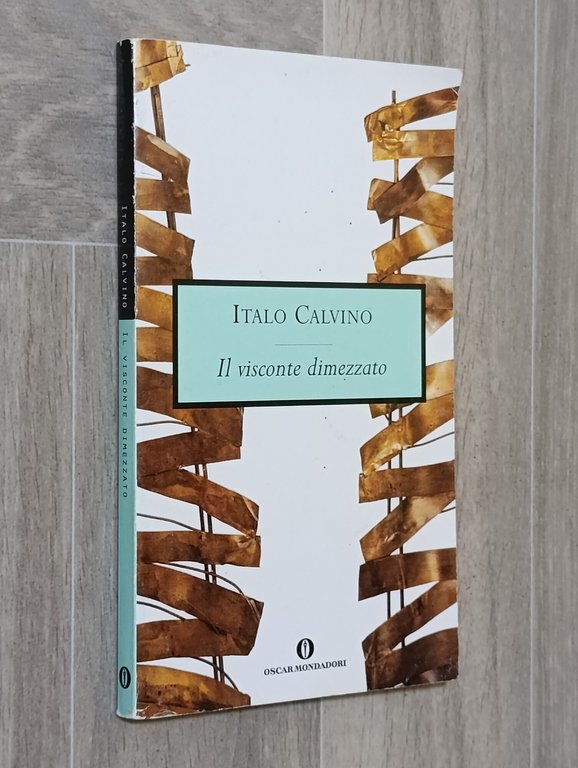 ITALO CALVINO
Il visconte dimezzato
OSCAR MONDADORI
ITALO CALVINO IL VISCONTE DIMEZZATO